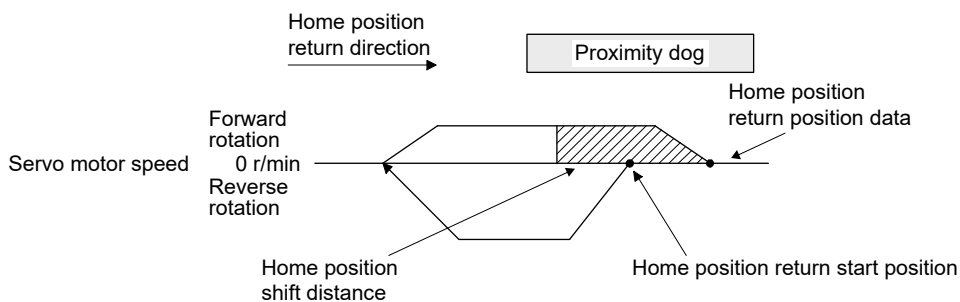 Home position
return direction
Proximity dog
Home position
return position data
Forward
rotation
Servo motor speed 0 r/min
Reverse
rotation
Home position
shift distance
Home position return start position